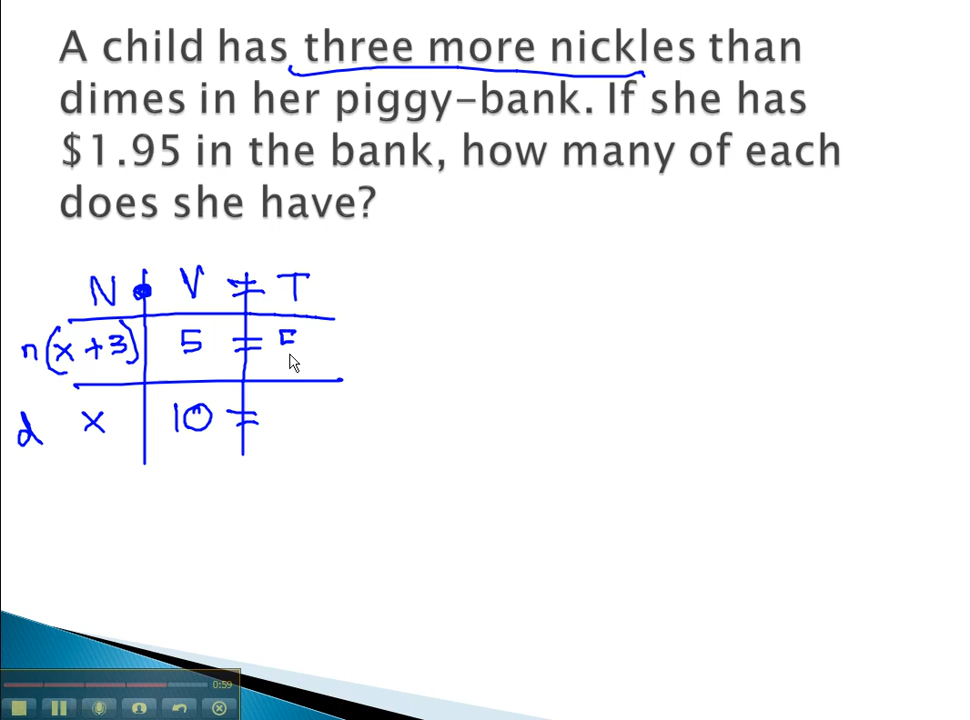 A child has three more nickles than
dimes in her piggy-bank. If she has
$1.95 in the bank, how many of each
does she have?
N • V = T
n (x + 3) 5 = 5
d x 10 =
0:59